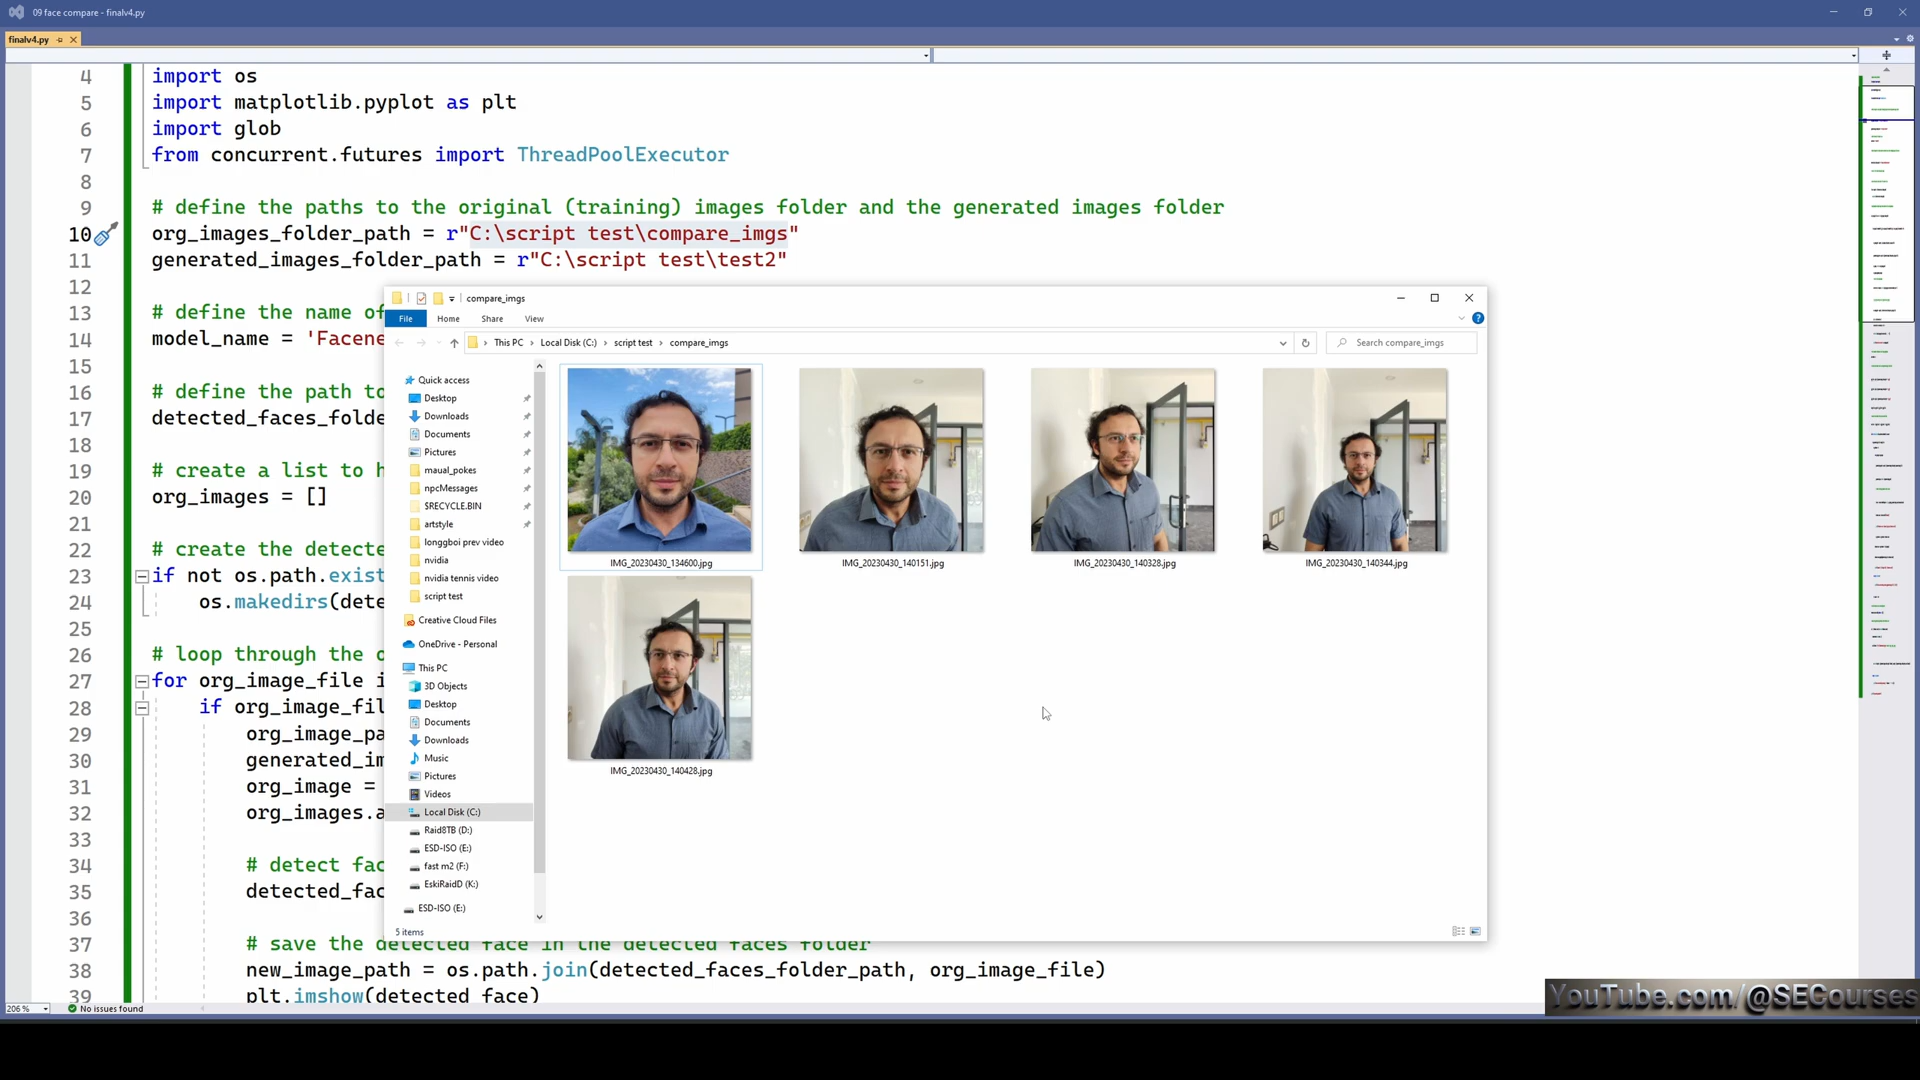 09 face compare - finalv4.py
finalv4.py
4 import os
5 import matplotlib.pyplot as plt
6 import glob
7 from concurrent.futures import ThreadPoolExecutor
8
9 # define the paths to the original (training) images folder and the generated images folder
10 org_images_folder_path = r"C:\script test\compare_imgs"
11 generated_images_folder_path = r"C:\script test\test2"
12
13 # define the name of
14 model_name = 'Facene
15
16 # define the path to
17 detected_faces_folde
18
19 # create a list to h
20 org_images = []
21
22 # create the detecte
23 if not os.path.exist
24 os.makedirs(dete
25
26 # loop through the o
27 for org_image_file i
28 if org_image_fil
29 org_image_pa
30 generated_im
31 org_image =
32 org_images.a
33
34 # detect fac
35 detected_fac
36
37 # save the detected face in the detected faces folder
38 new_image_path = os.path.join(detected_faces_folder_path, org_image_file)
39 plt.imshow(detected_face)
206 %
No issues found
compare_imgs
File Home Share View
This PC › Local Disk (C:) › script test › compare_imgs
Search compare_imgs
Quick access
Desktop
Downloads
Documents
Pictures
maual_pokes
npcMessages
$RECYCLE.BIN
artstyle
longgboi prev video
nvidia
nvidia tennis video
script test
Creative Cloud Files
OneDrive - Personal
This PC
3D Objects
Desktop
Documents
Downloads
Music
Pictures
Videos
Local Disk (C:)
Raid8TB (D:)
ESD-ISO (E:)
fast m2 (F:)
EskiRaidD (K:)
ESD-ISO (E:)
IMG_20230430_134600.jpg
IMG_20230430_140151.jpg
IMG_20230430_140328.jpg
IMG_20230430_140344.jpg
IMG_20230430_140428.jpg
5 items
YouTube.com/@SECourses